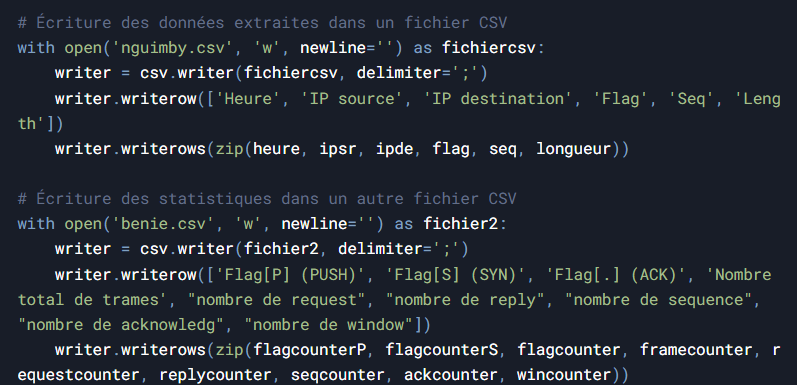 # Écriture des données extraites dans un fichier CSV
with open('nguimby.csv', 'w', newline='') as fichiercsv:
    writer = csv.writer(fichiercsv, delimiter=';')
    writer.writerow(['Heure', 'IP source', 'IP destination', 'Flag', 'Seq', 'Leng
th'])
    writer.writerows(zip(heure, ipsr, ipde, flag, seq, longueur))

# Écriture des statistiques dans un autre fichier CSV
with open('benie.csv', 'w', newline='') as fichier2:
    writer = csv.writer(fichier2, delimiter=';')
    writer.writerow(['Flag[P] (PUSH)', 'Flag[S] (SYN)', 'Flag[.] (ACK)', 'Nombre
total de trames', "nombre de request", "nombre de reply", "nombre de sequence",
"nombre de acknowledg", "nombre de window"])
    writer.writerows(zip(flagcounterP, flagcounterS, flagcounter, framecounter, r
equestcounter, replycounter, seqcounter, ackcounter, wincounter))